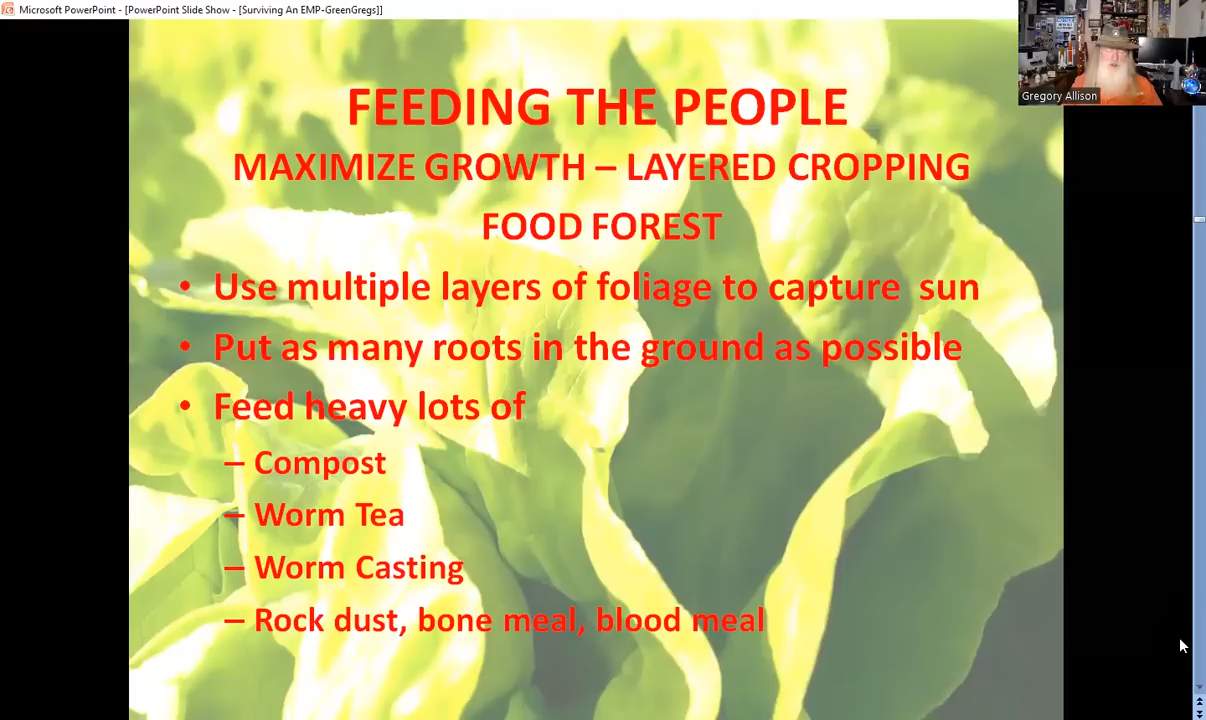 Microsoft PowerPoint - [PowerPoint Slide Show - [Surviving An EMP-GreenGregs]]
Gregory Allison
FEEDING THE PEOPLE
MAXIMIZE GROWTH – LAYERED CROPPING
FOOD FOREST
• Use multiple layers of foliage to capture  sun
• Put as many roots in the ground as possible
• Feed heavy lots of
– Compost
– Worm Tea
– Worm Casting
– Rock dust, bone meal, blood meal